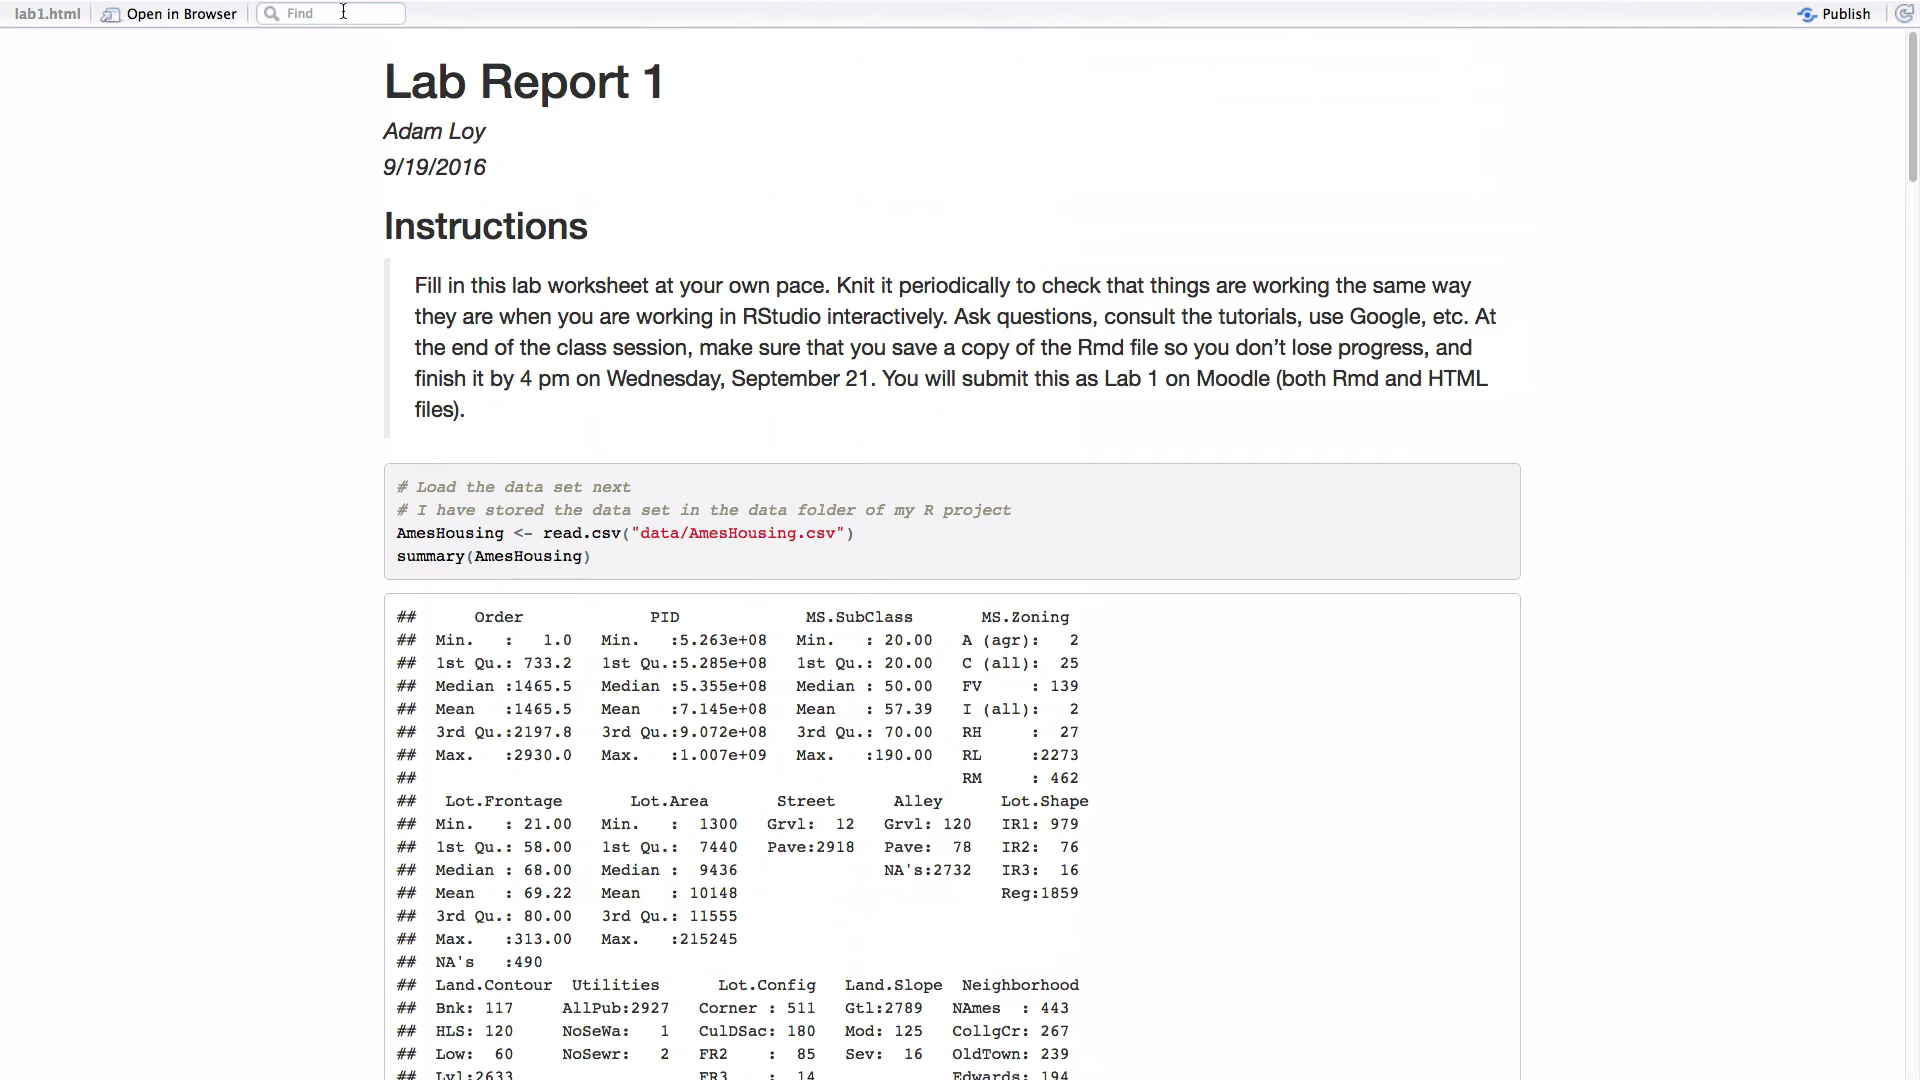 lab1.html Open in Browser Find Publish
Lab Report 1
Adam Loy
9/19/2016
Instructions
Fill in this lab worksheet at your own pace. Knit it periodically to check that things are working the same way
they are when you are working in RStudio interactively. Ask questions, consult the tutorials, use Google, etc. At
the end of the class session, make sure that you save a copy of the Rmd file so you don’t lose progress, and
finish it by 4 pm on Wednesday, September 21. You will submit this as Lab 1 on Moodle (both Rmd and HTML
files).
# Load the data set next
# I have stored the data set in the data folder of my R project
AmesHousing <- read.csv("data/AmesHousing.csv")
summary(AmesHousing)
##      Order             PID             MS.SubClass       MS.Zoning
##  Min.   :   1.0   Min.   :5.263e+08   Min.   : 20.00   A (agr):   2
##  1st Qu.: 733.2   1st Qu.:5.285e+08   1st Qu.: 20.00   C (all):  25
##  Median :1465.5   Median :5.355e+08   Median : 50.00   FV     : 139
##  Mean   :1465.5   Mean   :7.145e+08   Mean   : 57.39   I (all):   2
##  3rd Qu.:2197.8   3rd Qu.:9.072e+08   3rd Qu.: 70.00   RH     :  27
##  Max.   :2930.0   Max.   :1.007e+09   Max.   :190.00   RL     :2273
##                                                        RM     : 462
##   Lot.Frontage       Lot.Area       Street       Alley      Lot.Shape
##  Min.   : 21.00   Min.   :  1300   Grvl:  12   Grvl: 120   IR1: 979
##  1st Qu.: 58.00   1st Qu.:  7440   Pave:2918   Pave:  78   IR2:  76
##  Median : 68.00   Median :  9436               NA's:2732   IR3:  16
##  Mean   : 69.22   Mean   : 10148                           Reg:1859
##  3rd Qu.: 80.00   3rd Qu.: 11555
##  Max.   :313.00   Max.   :215245
##  NA's   :490
##  Land.Contour  Utilities      Lot.Config   Land.Slope  Neighborhood
##  Bnk: 117     AllPub:2927   Corner : 511   Gtl:2789   NAmes  : 443
##  HLS: 120     NoSeWa:   1   CulDSac: 180   Mod: 125   CollgCr: 267
##  Low:  60     NoSewr:   2   FR2    :  85   Sev:  16   OldTown: 239
##  Lvl:2633                   FR3    :  14              Edwards: 194